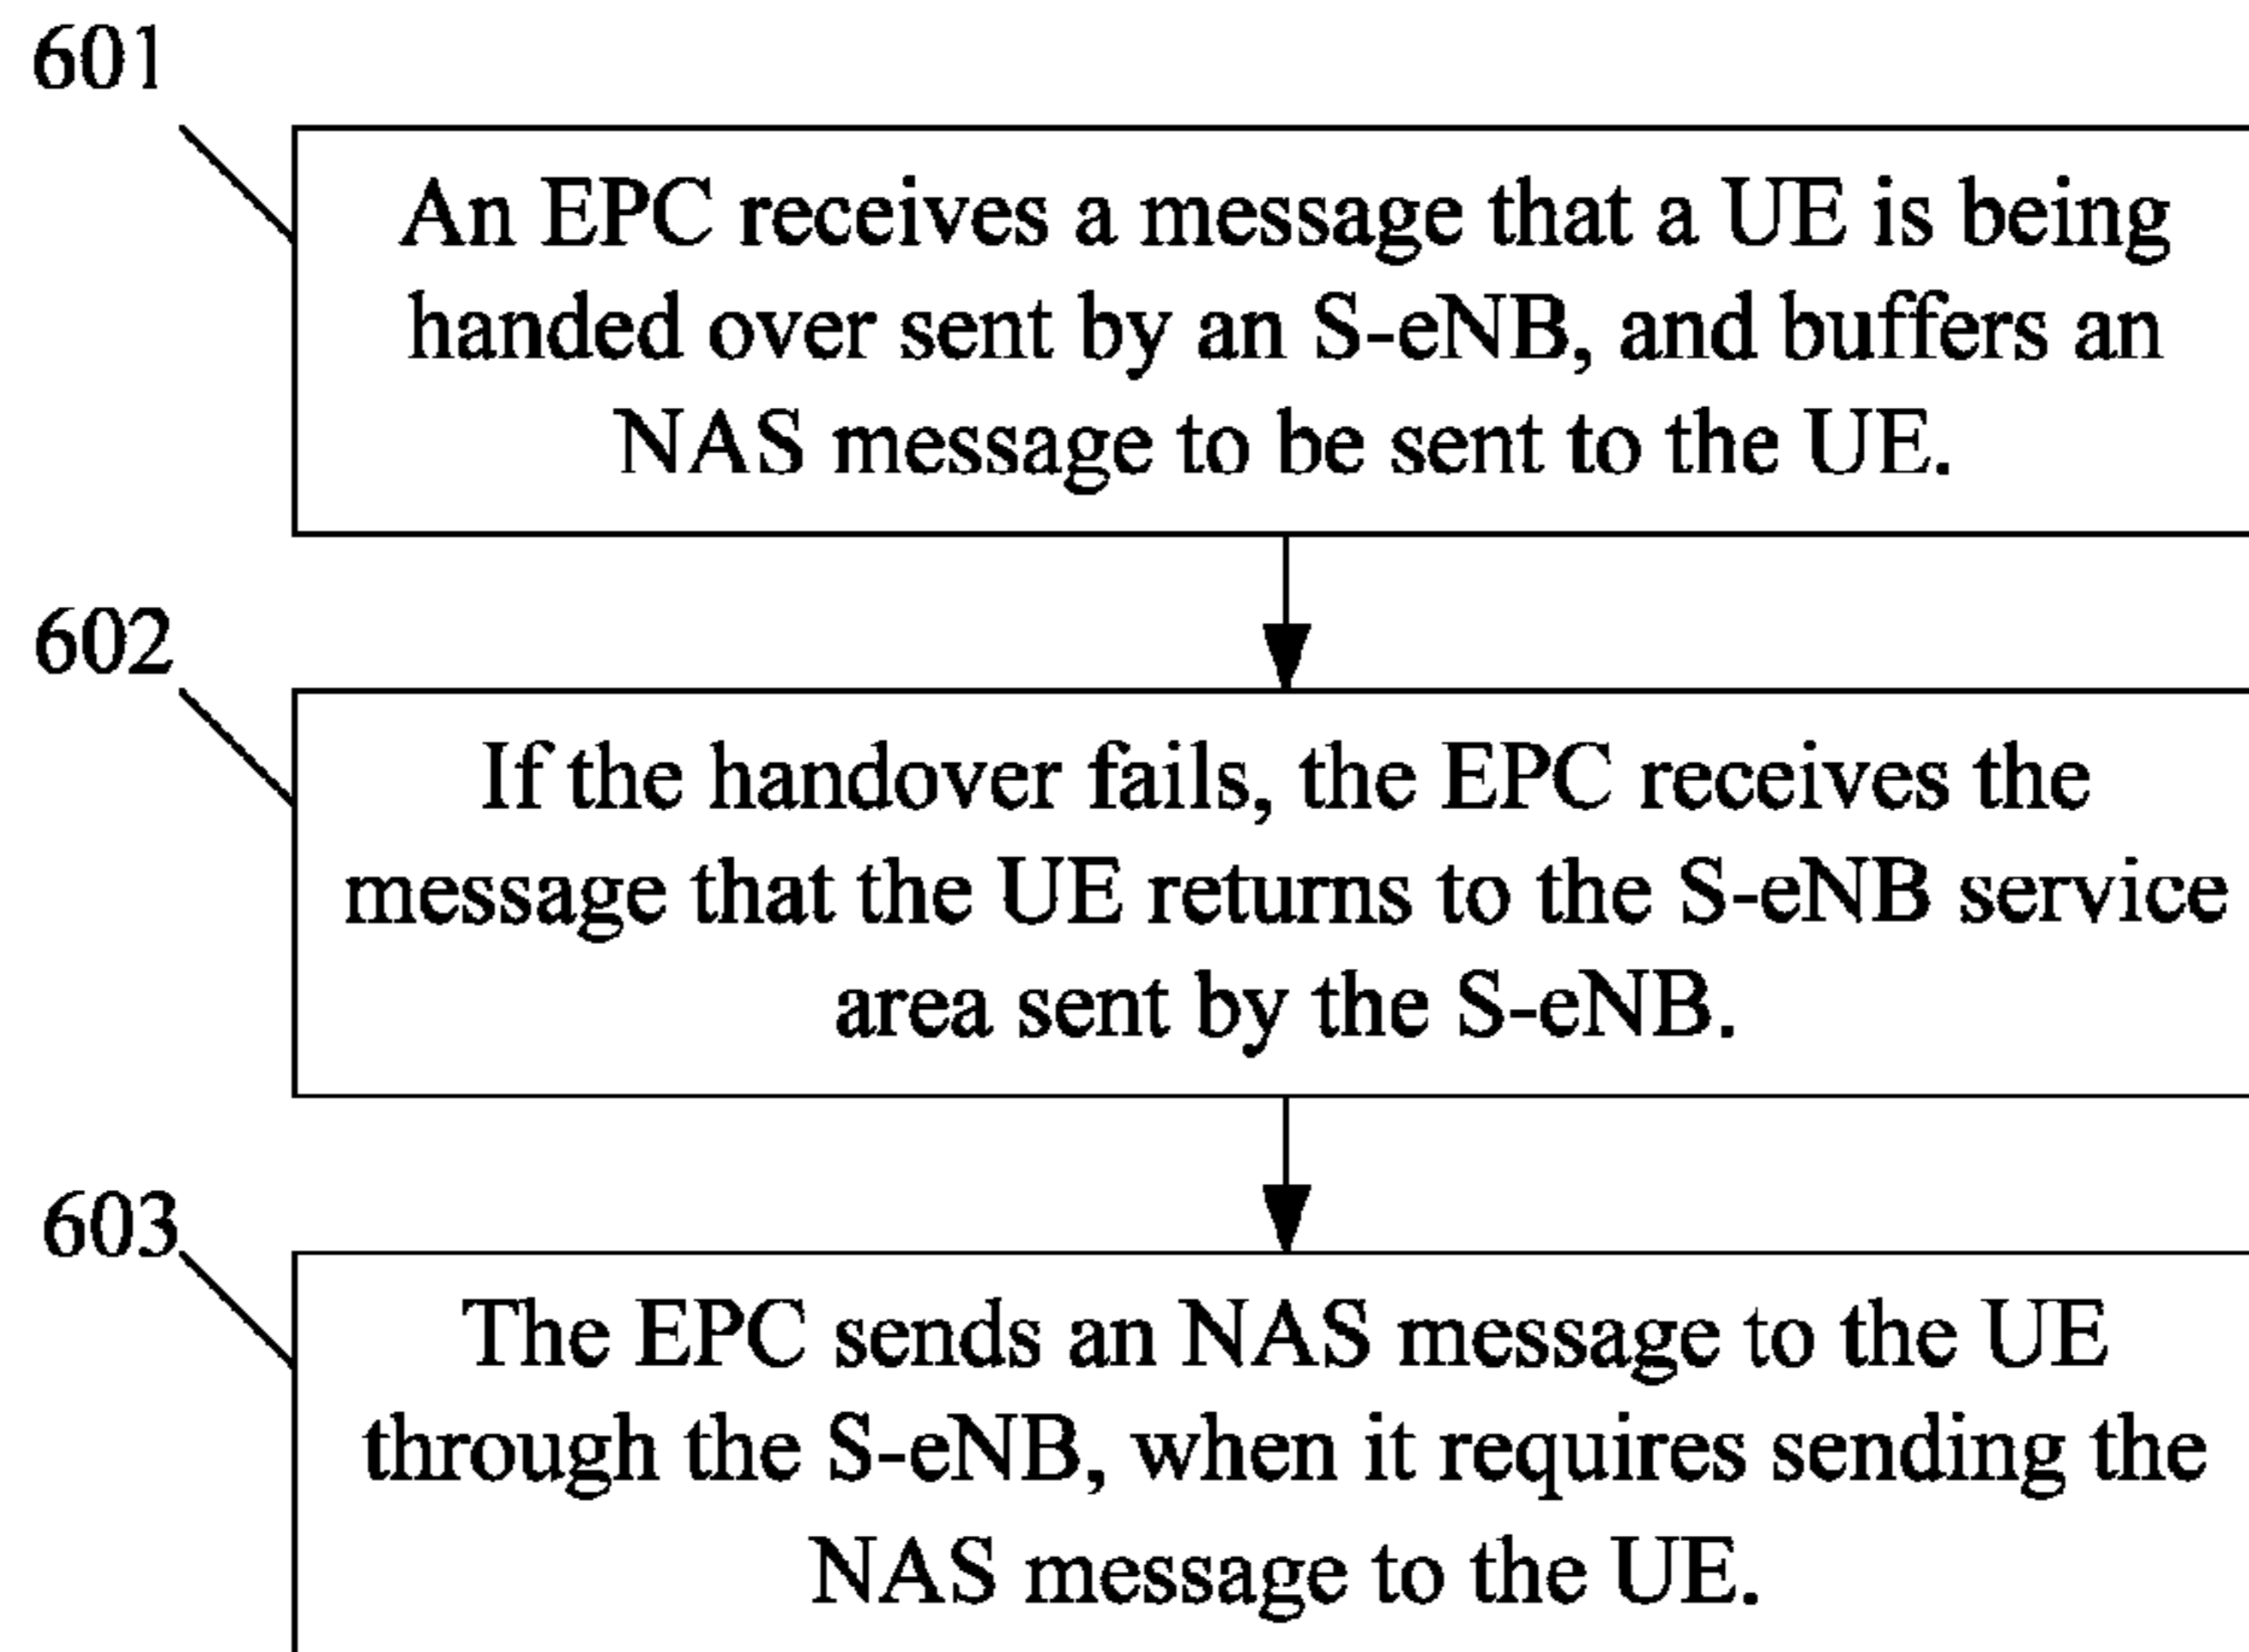 601
An EPC receives a message that a UE is being
handed over sent by an S-eNB, and buffers an
NAS message to be sent to the UE.
602
If the handover fails, the EPC receives the
message that the UE returns to the S-eNB service
area sent by the S-eNB.
603
The EPC sends an NAS message to the UE
through the S-eNB, when it requires sending the
NAS message to the UE.